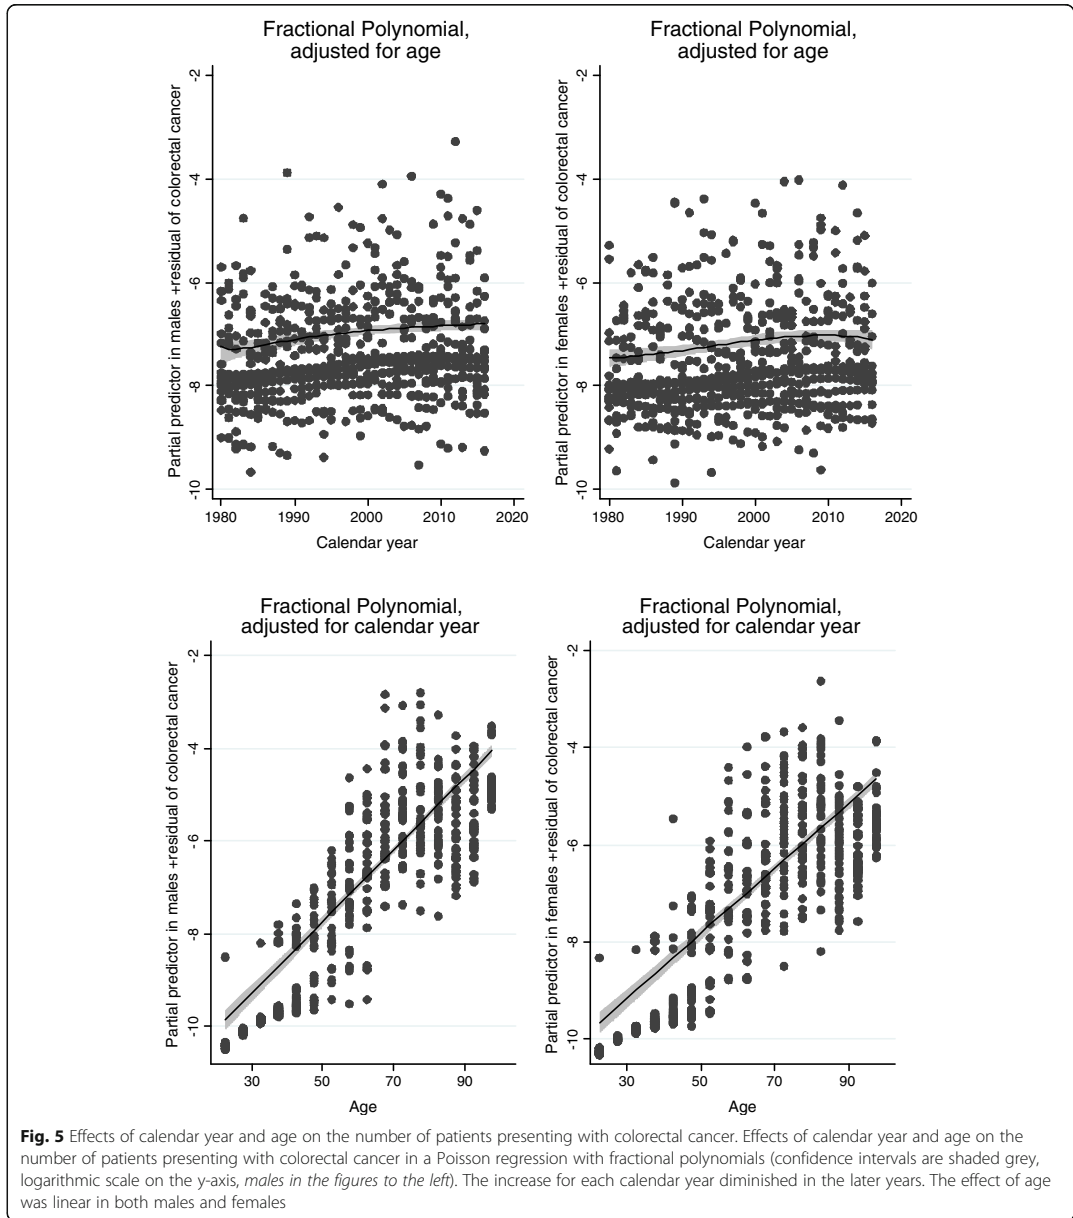 Fractional Polynomial,
adjusted for age
Partial predictor in males +residual of colorectal cancer
-2
-4
-6
-8
-10
1980 1990 2000 2010 2020
Calendar year
Fractional Polynomial,
adjusted for age
Partial predictor in females +residual of colorectal cancer
-2
-4
-6
-8
-10
1980 1990 2000 2010 2020
Calendar year
Fractional Polynomial,
adjusted for calendar year
Partial predictor in males +residual of colorectal cancer
-2
-4
-6
-8
-10
30 50 70 90
Age
Fractional Polynomial,
adjusted for calendar year
Partial predictor in females +residual of colorectal cancer
-2
-4
-6
-8
-10
30 50 70 90
Age
Fig. 5 Effects of calendar year and age on the number of patients presenting with colorectal cancer. Effects of calendar year and age on the
number of patients presenting with colorectal cancer in a Poisson regression with fractional polynomials (confidence intervals are shaded grey,
logarithmic scale on the y-axis, males in the figures to the left). The increase for each calendar year diminished in the later years. The effect of age
was linear in both males and females